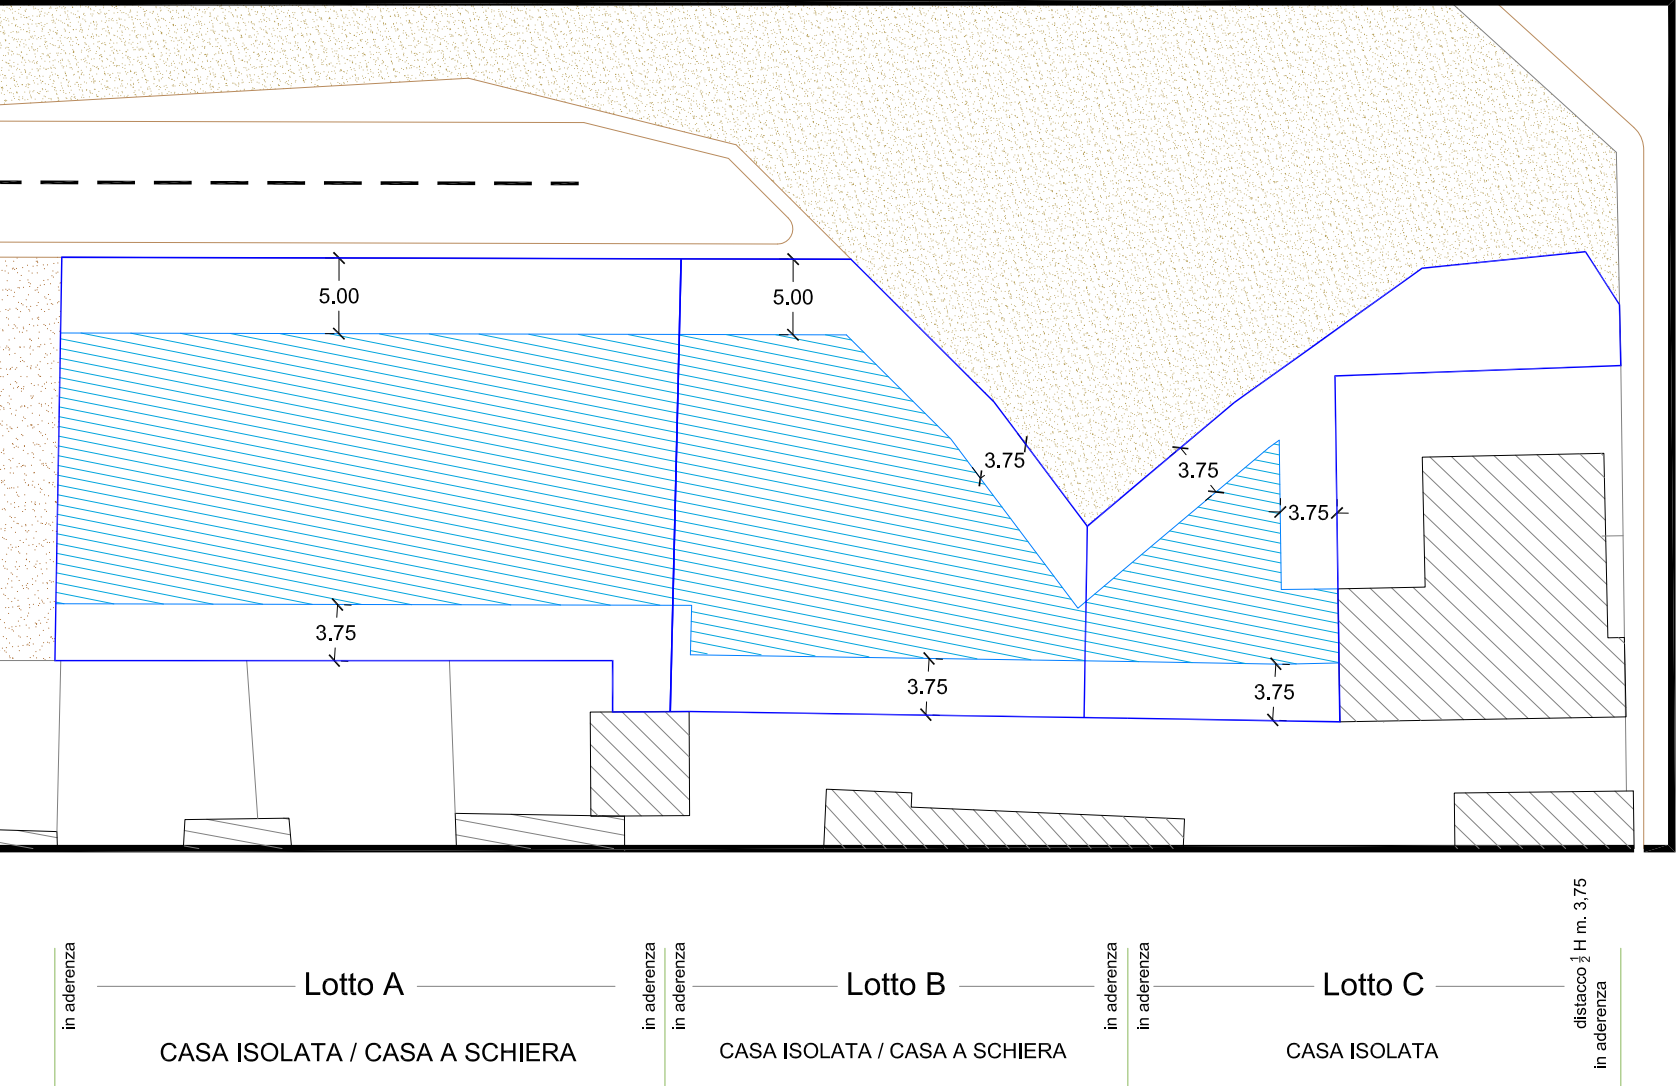 5.00
5.00
3.75
3.75
3.75
3.75
3.75
3.75
in aderenza
Lotto A
in aderenza
in aderenza
Lotto B
in aderenza
in aderenza
Lotto C
distacco 1/2 H m. 3,75
in aderenza
CASA ISOLATA / CASA A SCHIERA
CASA ISOLATA / CASA A SCHIERA
CASA ISOLATA